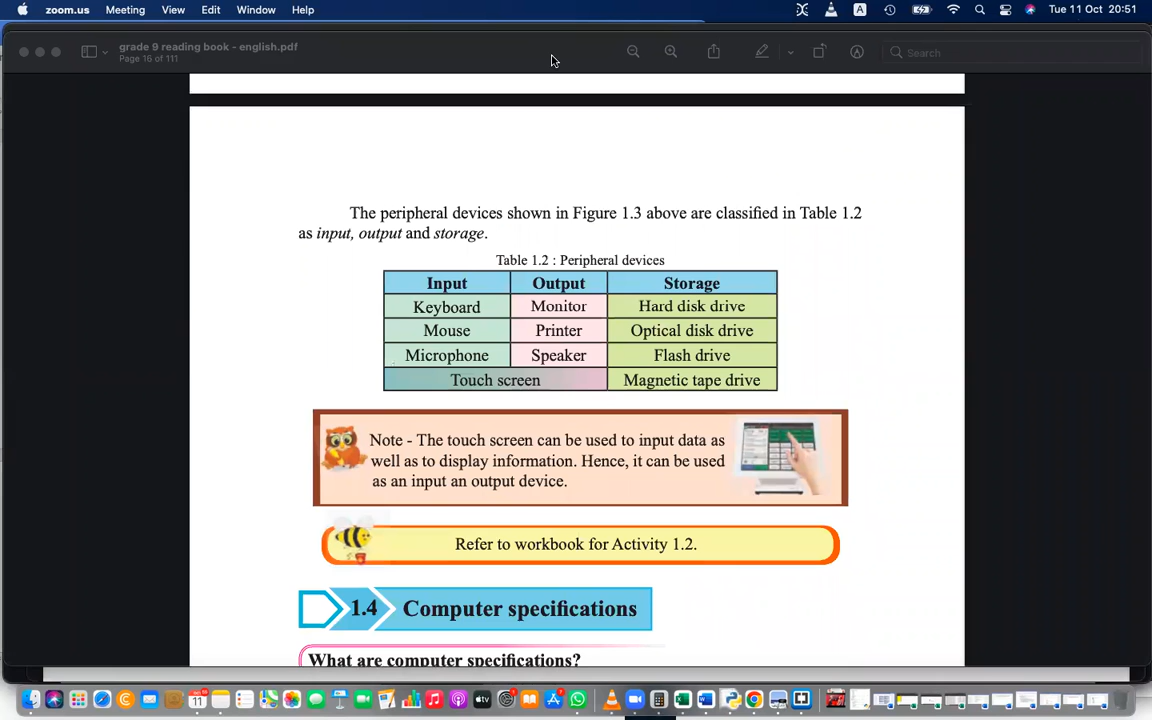 zoom.us Meeting View Edit Window Help
A Tue 11 Oct 20:51
grade 9 reading book - english.pdf
Page 16 of 111
Search
The peripheral devices shown in Figure 1.3 above are classified in Table 1.2
as input, output and storage.
Table 1.2 : Peripheral devices
Input Output Storage
Keyboard Monitor Hard disk drive
Mouse Printer Optical disk drive
Microphone Speaker Flash drive
Touch screen Magnetic tape drive
Note - The touch screen can be used to input data as
well as to display information. Hence, it can be used
as an input an output device.
Refer to workbook for Activity 1.2.
1.4 Computer specifications
What are computer specifications?